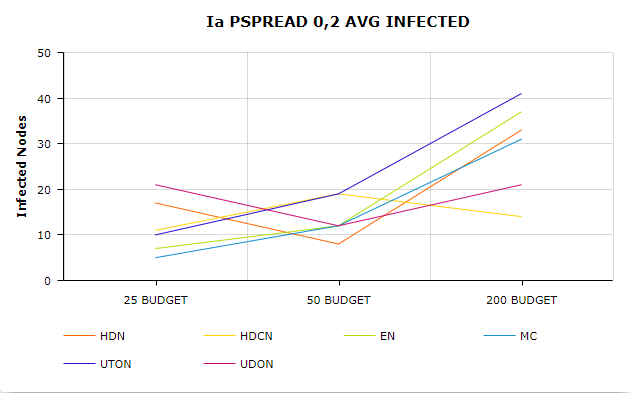 Ia PSPREAD 0,2 AVG INFECTED
Infected Nodes
50
40
30
20
10
0
25 BUDGET 50 BUDGET 200 BUDGET
HDN HDCN EN MC
UTON UDON